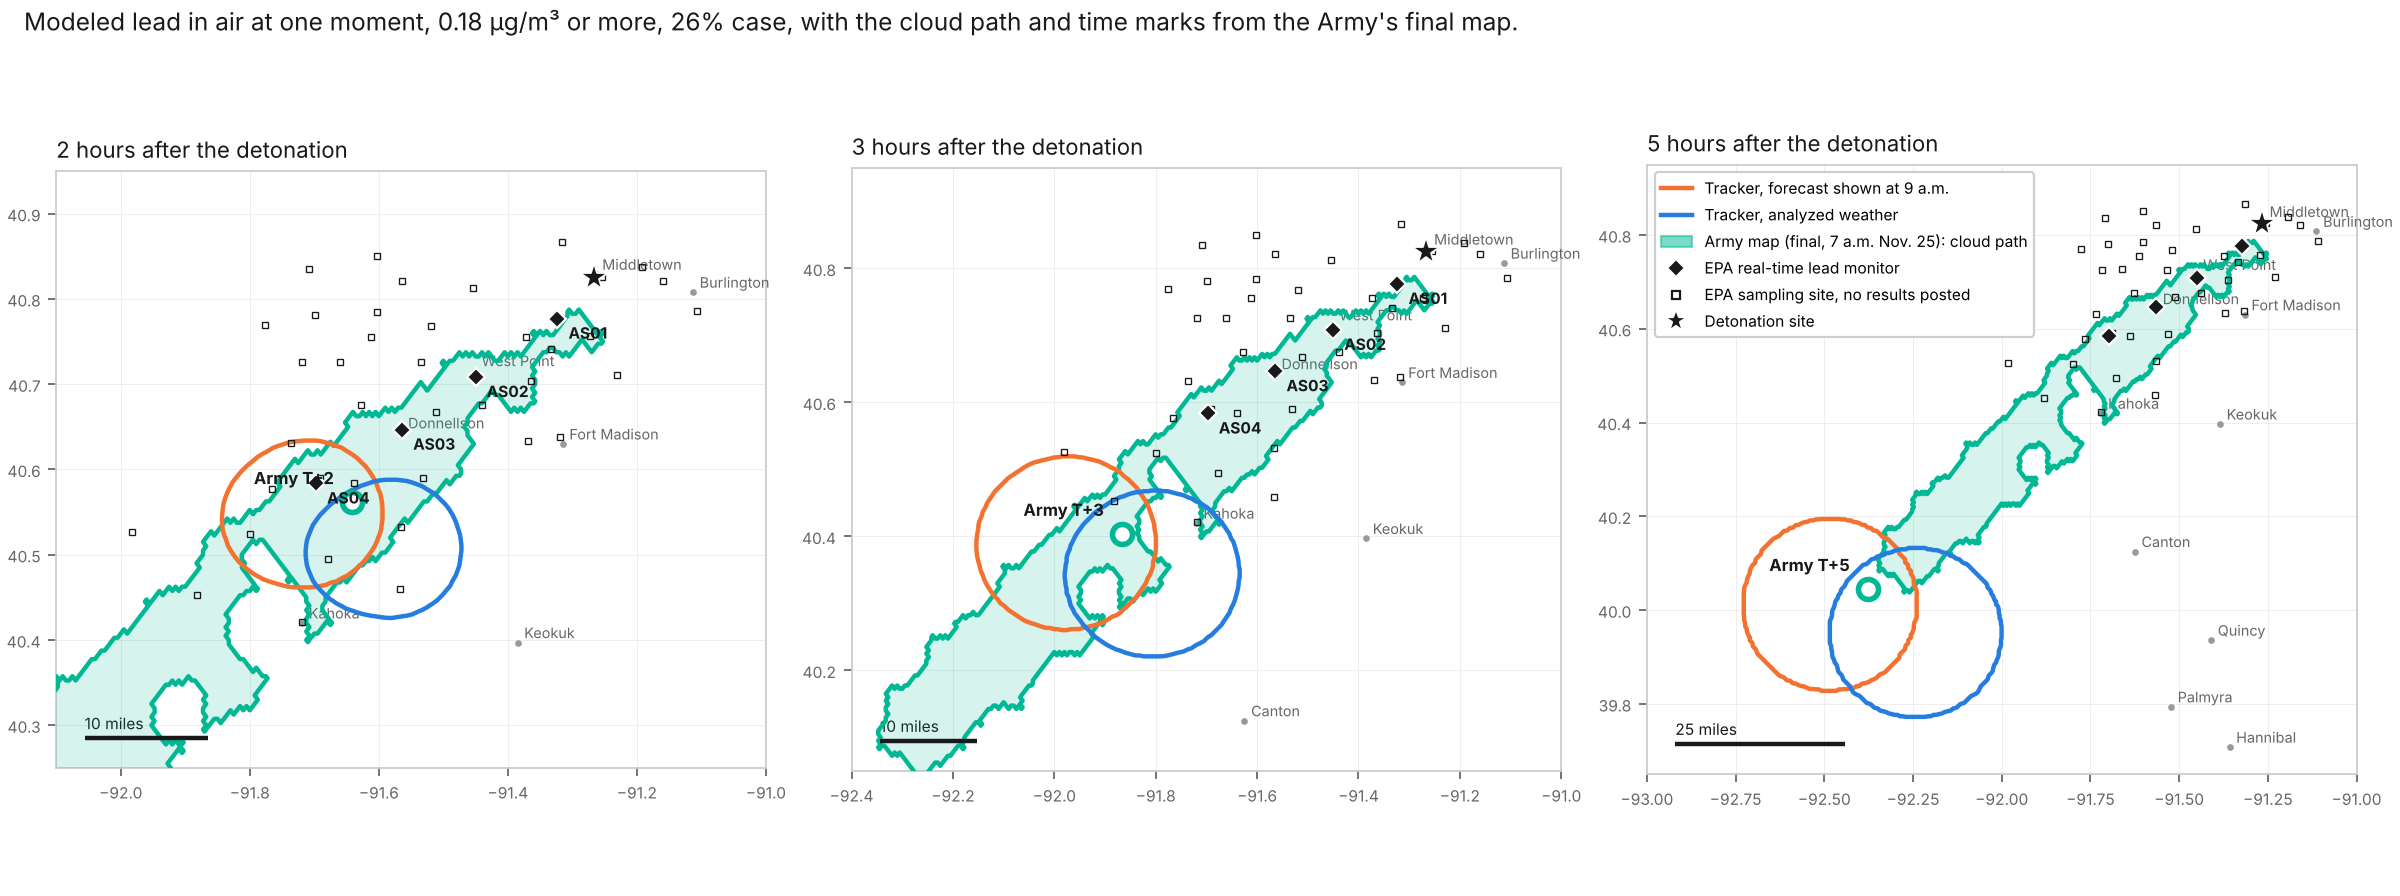 Modeled lead in air at one moment, 0.18 µg/m³ or more, 26% case, with the cloud path and time marks from the Army's final map.
2 hours after the detonation
40.9
40.8
40.7
40.6
40.5
40.4
40.3
−92.0
−91.8
−91.6
−91.4
−91.2
−91.0
Middletown
Burlington
AS01
West Point
AS02
Donnellson
AS03
Fort Madison
Army T+2
AS04
Kahoka
Keokuk
10 miles
3 hours after the detonation
40.8
40.6
40.4
40.2
−92.4
−92.2
−92.0
−91.8
−91.6
−91.4
−91.2
−91.0
Middletown
Burlington
AS01
West Point
AS02
Donnellson
AS03
Fort Madison
AS04
Army T+3
Kahoka
Keokuk
Canton
10 miles
5 hours after the detonation
Tracker, forecast shown at 9 a.m.
Tracker, analyzed weather
Army map (final, 7 a.m. Nov. 25): cloud path
EPA real-time lead monitor
EPA sampling site, no results posted
Detonation site
40.8
40.6
40.4
40.2
40.0
39.8
−93.00
−92.75
−92.50
−92.25
−92.00
−91.75
−91.50
−91.25
−91.00
Middletown
Burlington
West Point
Donnellson
Fort Madison
Kahoka
Keokuk
Canton
Army T+5
Quincy
Palmyra
Hannibal
25 miles